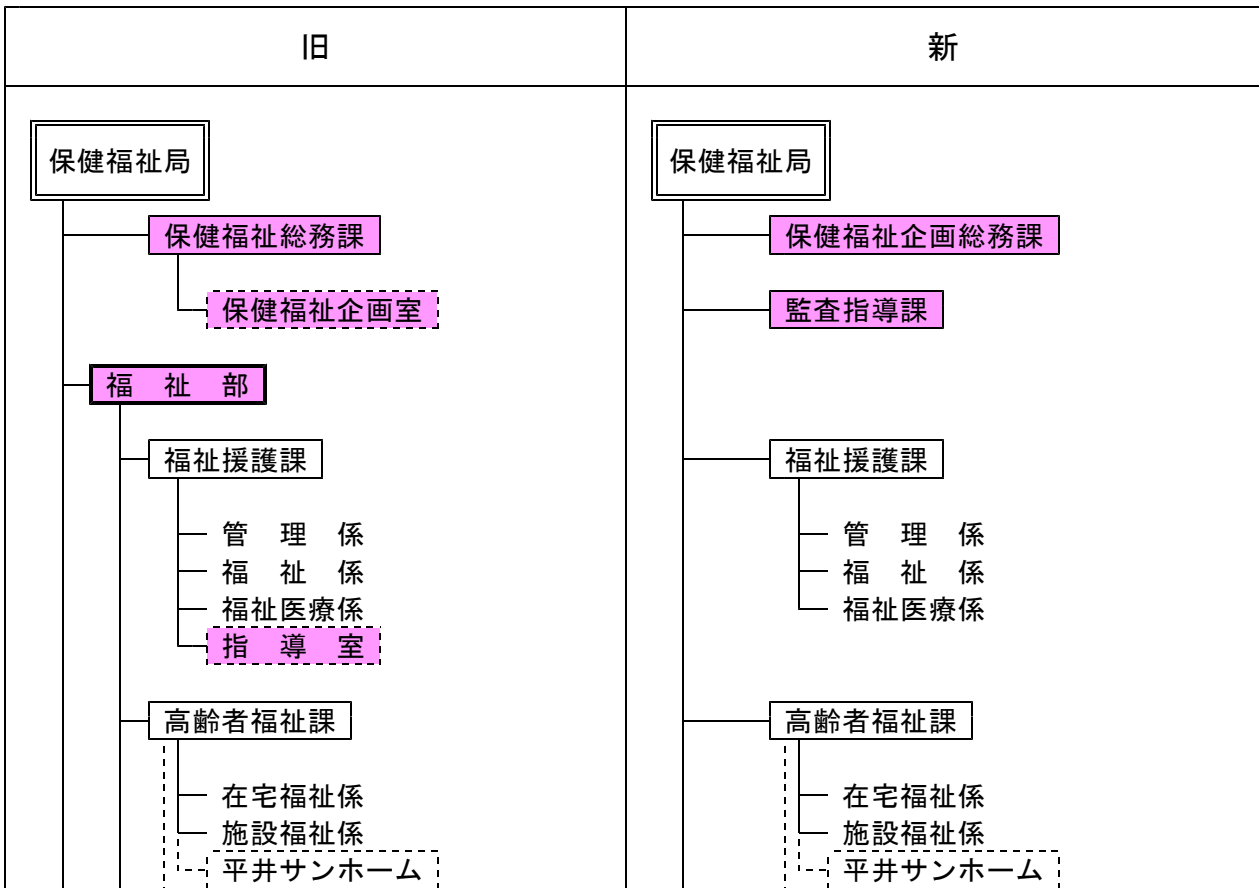 旧
新
保健福祉局
保健福祉総務課
保健福祉企画室
福　祉　部
福祉援護課
管　理　係
福　祉　係
福祉医療係
指　導　室
高齢者福祉課
在宅福祉係
施設福祉係
平井サンホーム
保健福祉局
保健福祉企画総務課
監査指導課
福祉援護課
管　理　係
福　祉　係
福祉医療係
高齢者福祉課
在宅福祉係
施設福祉係
平井サンホーム